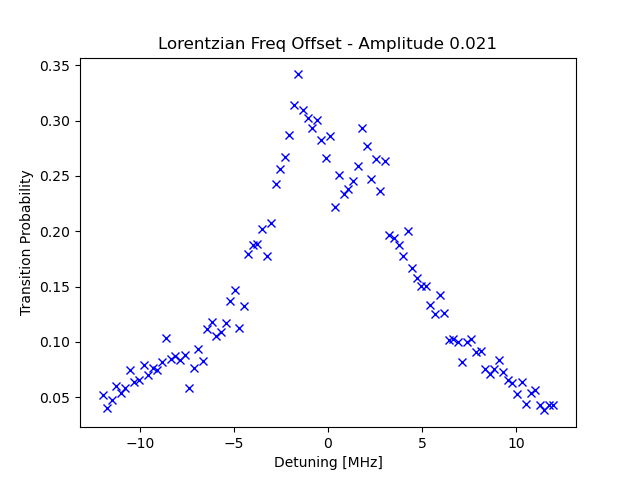 Lorentzian Freq Offset - Amplitude 0.021
0.35
0.30
0.25
0.20
0.15
0.10
0.05
Transition Probability
−10 −5 0 5 10
Detuning [MHz]